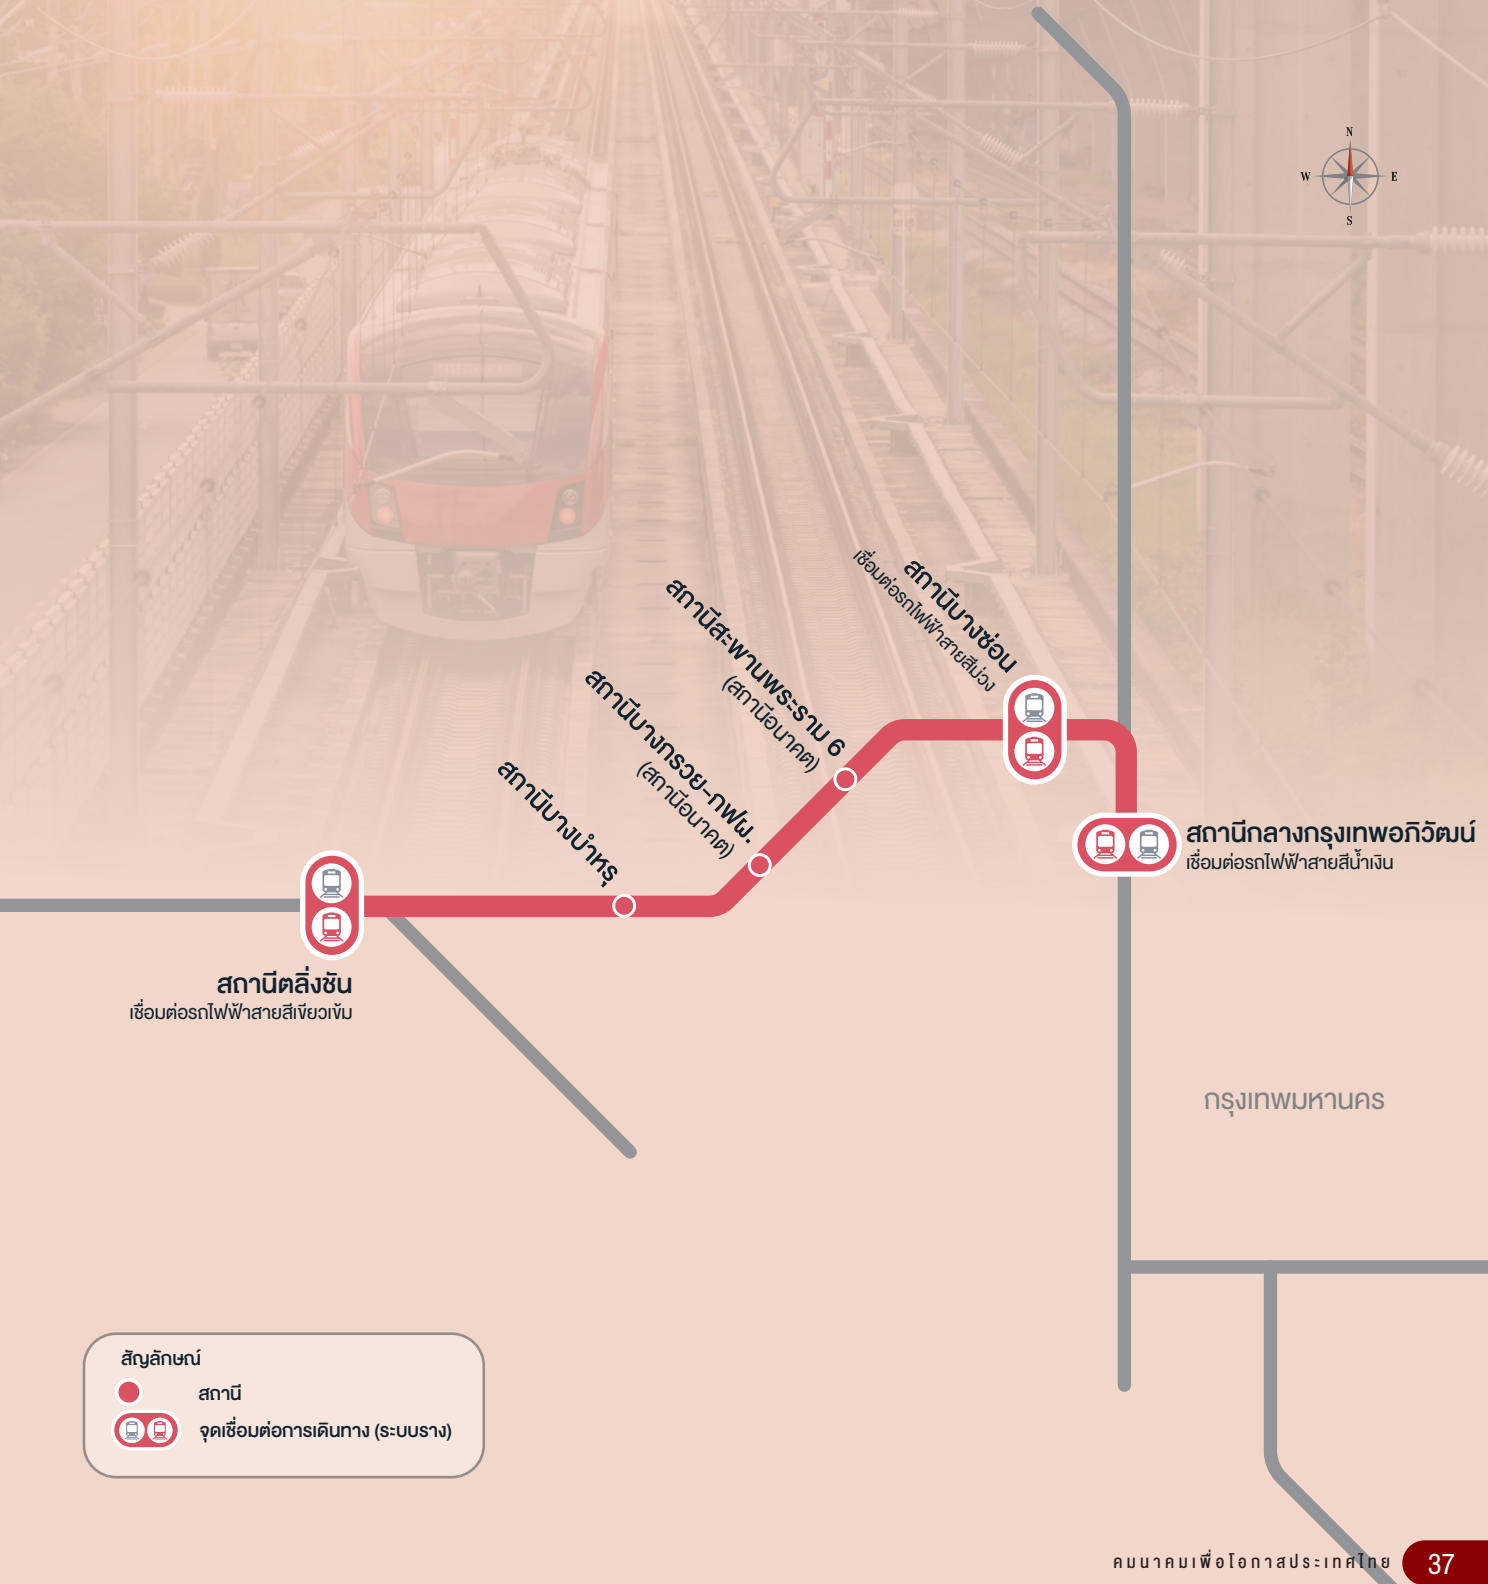 N
W
E
S
สถานีบางซ่อน
เชื่อมต่อรถไฟฟ้าสายสีม่วง
สถานีสะพานพระราม 6
(สถานีอนาคต)
สถานีบางกรวย-กฟผ.
(สถานีอนาคต)
สถานีบางบำหรุ
สถานีกลางกรุงเทพอภิวัฒน์
เชื่อมต่อรถไฟฟ้าสายสีน้ำเงิน
สถานีตลิ่งชัน
เชื่อมต่อรถไฟฟ้าสายสีเขียวเข้ม
กรุงเทพมหานคร
สัญลักษณ์
สถานี
จุดเชื่อมต่อการเดินทาง (ระบบราง)
คมนาคมเพื่อโอกาสประเทศไทย
37